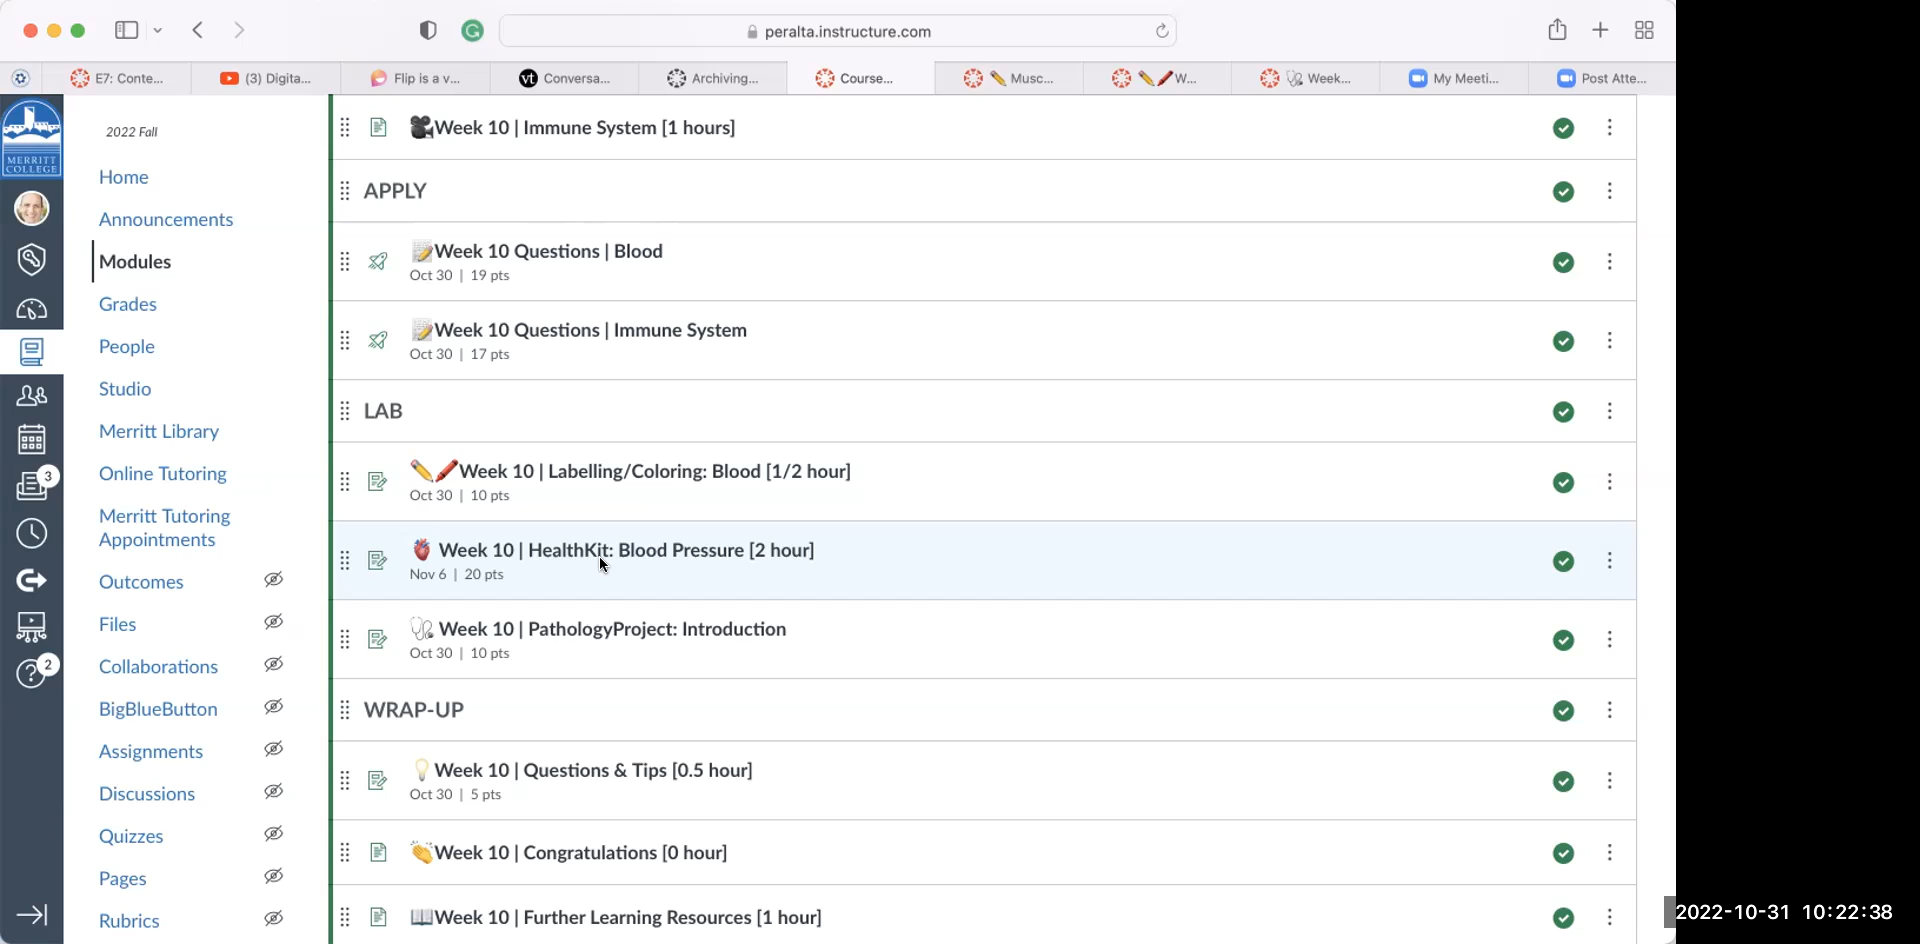 peralta.instructure.com
E7: Conte...
(3) Digita...
Flip is a v...
vt Conversa...
Archiving...
Course...
✏️ Musc...
✏️🖍️W...
🩺 Week...
My Meeti...
Post Atte...
MERRITT
COLLEGE
3
2
2022 Fall
Home
Announcements
Modules
Grades
People
Studio
Merritt Library
Online Tutoring
Merritt Tutoring
Appointments
Outcomes
Files
Collaborations
BigBlueButton
Assignments
Discussions
Quizzes
Pages
Rubrics
🎥Week 10 | Immune System [1 hours]
APPLY
📝Week 10 Questions | Blood
Oct 30 | 19 pts
📝Week 10 Questions | Immune System
Oct 30 | 17 pts
LAB
✏️🖍️Week 10 | Labelling/Coloring: Blood [1/2 hour]
Oct 30 | 10 pts
🫀 Week 10 | HealthKit: Blood Pressure [2 hour]
Nov 6 | 20 pts
🩺 Week 10 | PathologyProject: Introduction
Oct 30 | 10 pts
WRAP-UP
💡Week 10 | Questions & Tips [0.5 hour]
Oct 30 | 5 pts
👏Week 10 | Congratulations [0 hour]
📖Week 10 | Further Learning Resources [1 hour]
2022-10-31 10:22:38